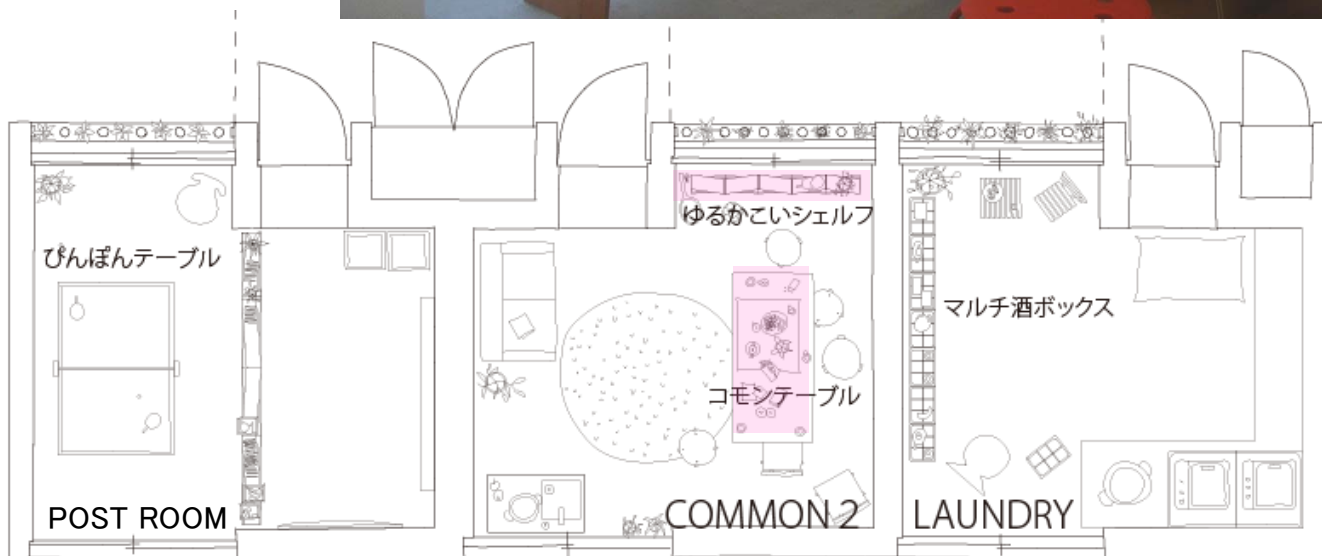 ゆるかこいシェルフ
ぴんぽんテーブル
マルチ酒ボックス
コモンテーブル
POST ROOM
COMMON 2
LAUNDRY